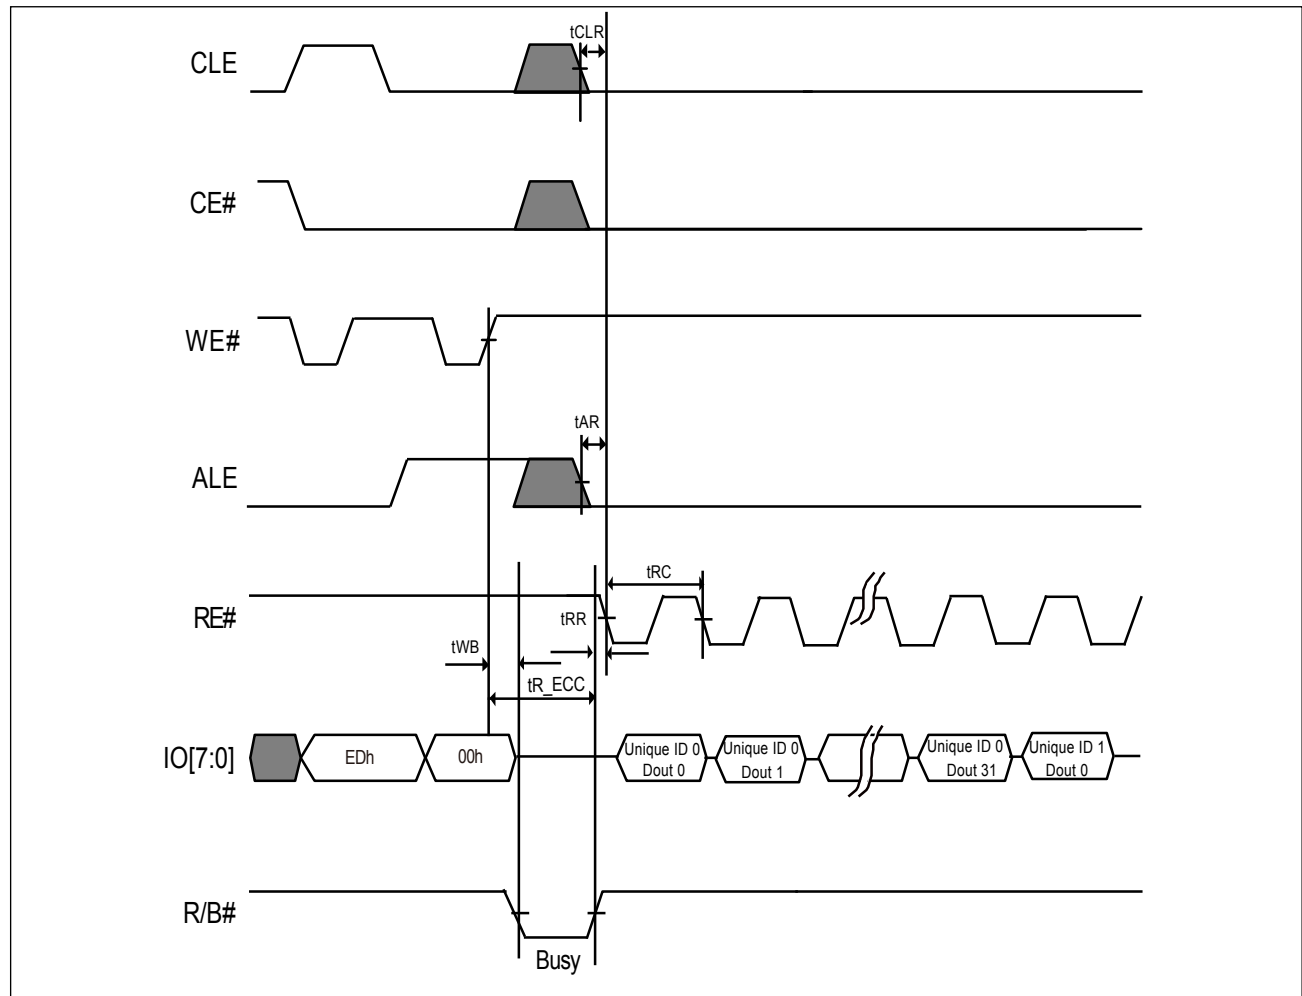 tCLR
CLE
CE#
WE#
tAR
ALE
tRC
RE#
tRR
tWB
tR_ECC
IO[7:0]
EDh
00h
Unique ID 0
Dout 0
Unique ID 0
Dout 1
Unique ID 0
Dout 31
Unique ID 1
Dout 0
R/B#
Busy